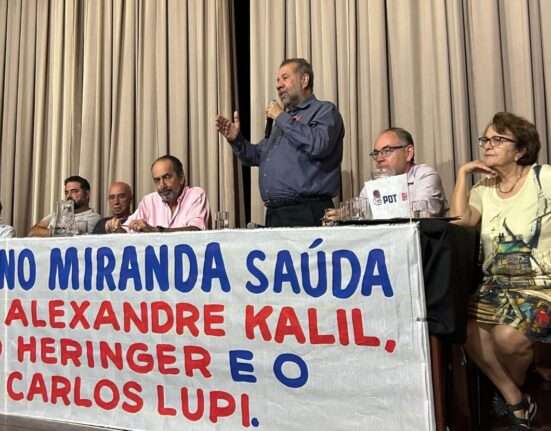 PDT
NO MIRANDA SAÚDA
ALEXANDRE KALIL,
HERINGER E O
CARLOS LUPI.